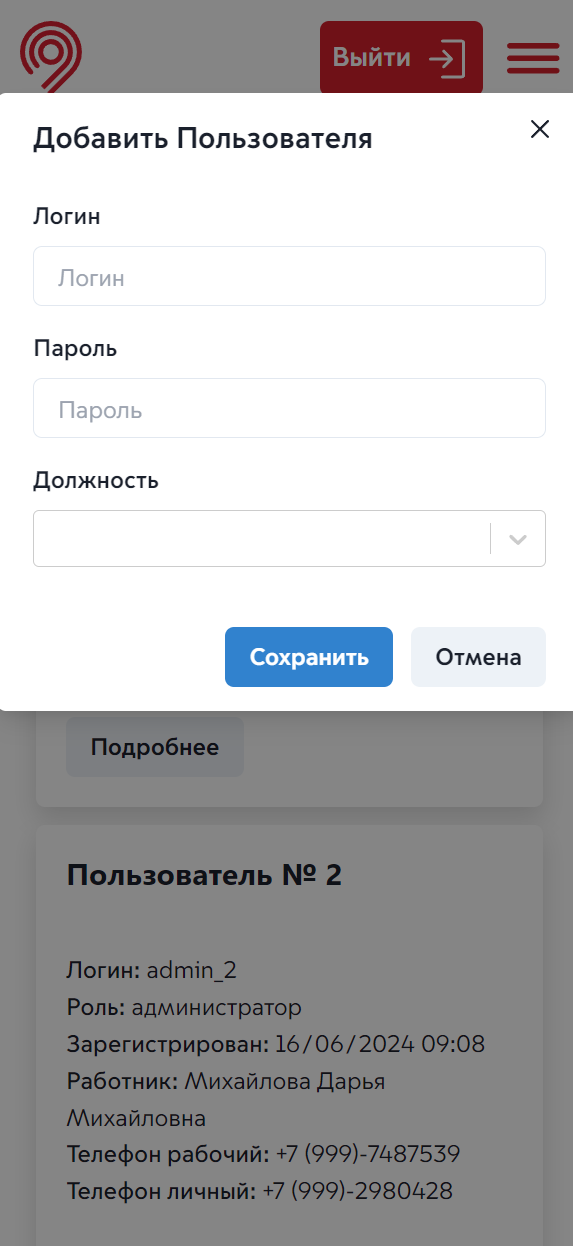 Выйти
Добавить Пользователя
Логин
Логин
Пароль
Пароль
Должность
Сохранить
Отмена
Подробнее
Пользователь № 2
Логин: admin_2
Роль: администратор
Зарегистрирован: 16/06/2024 09:08
Работник: Михайлова Дарья
Михайловна
Телефон рабочий: +7 (999)-7487539
Телефон личный: +7 (999)-2980428